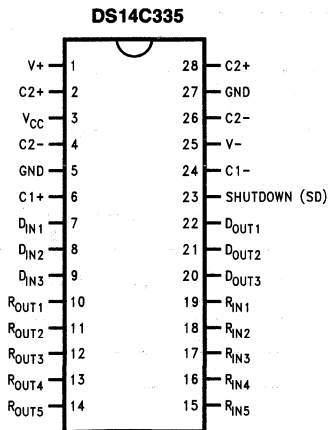 DS14C335
V+ 1 28 C2+
C2+ 2 27 GND
VCC 3 26 C2-
C2- 4 25 V-
GND 5 24 C1-
C1+ 6 23 SHUTDOWN (SD)
DIN1 7 22 DOUT1
DIN2 8 21 DOUT2
DIN3 9 20 DOUT3
ROUT1 10 19 RIN1
ROUT2 11 18 RIN2
ROUT3 12 17 RIN3
ROUT4 13 16 RIN4
ROUT5 14 15 RIN5